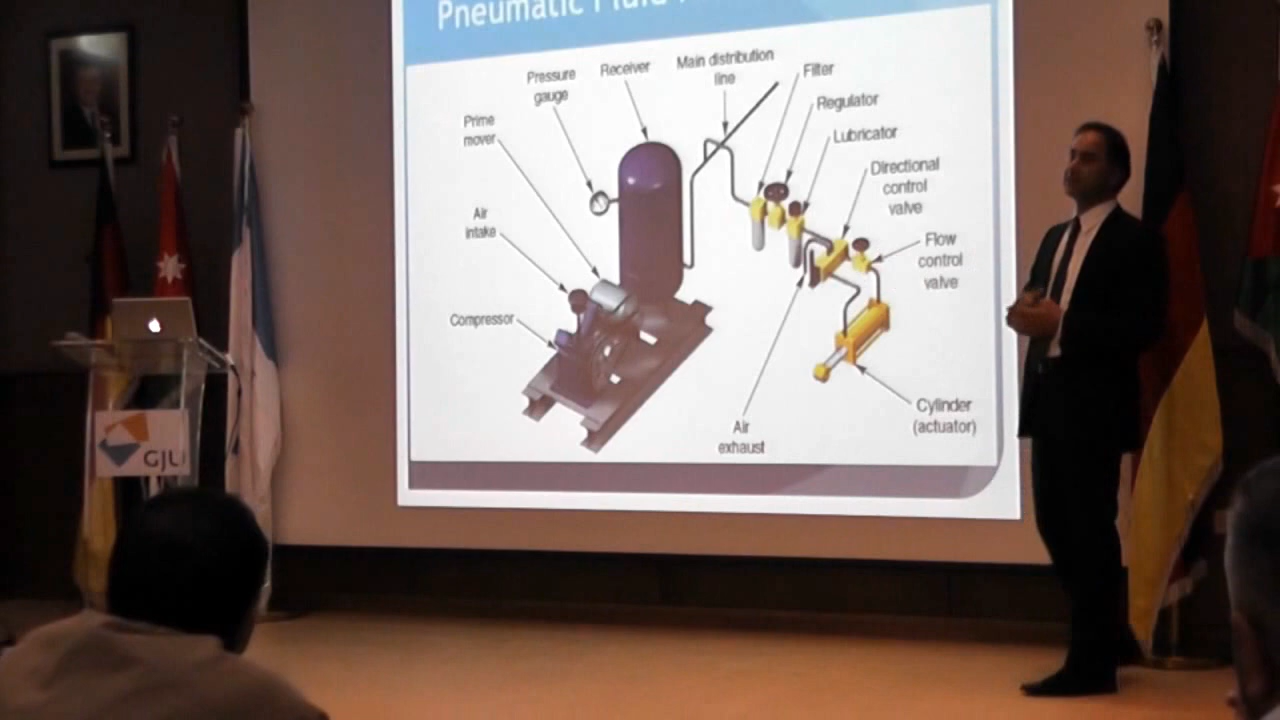 Pneumatic Fluid
Pressure
gauge
Receiver
Main distribution
line
Filter
Regulator
Lubricator
Prime
mover
Directional
control
valve
Air
intake
Flow
control
valve
Compressor
Cylinder
(actuator)
Air
exhaust
GJU